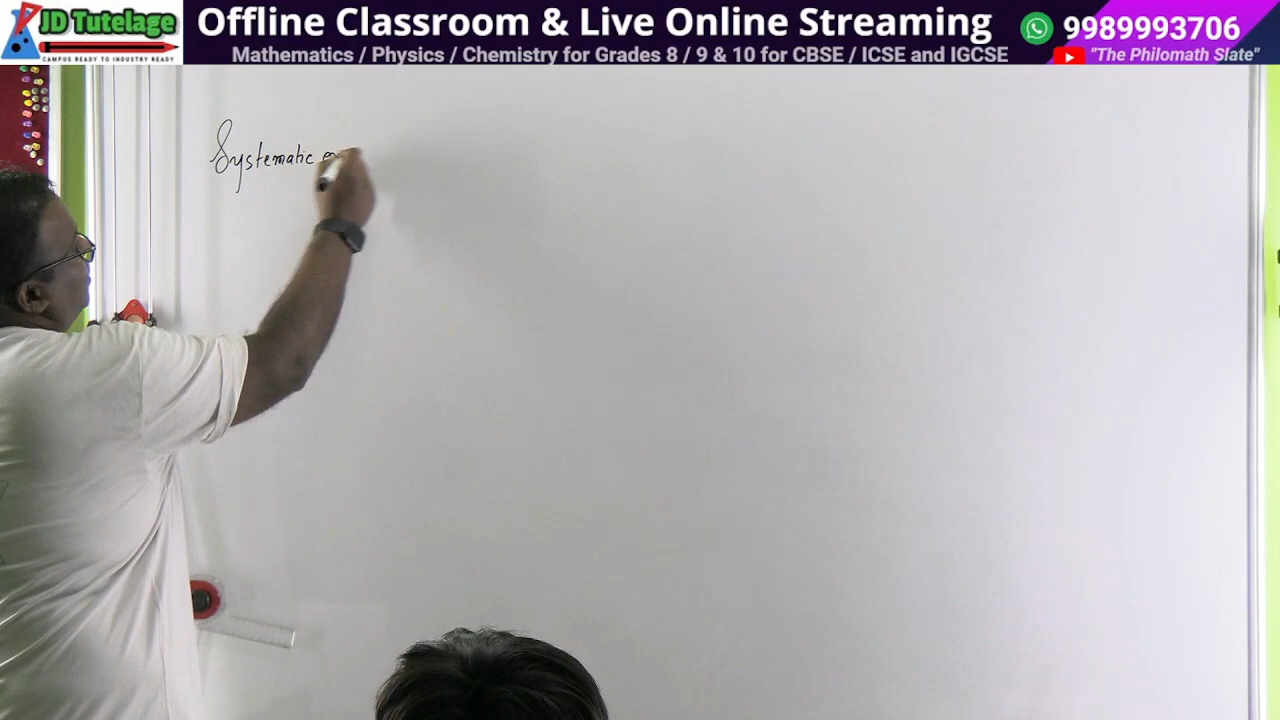 JD Tutelage
CAMPUS READY TO INDUSTRY READY
Offline Classroom & Live Online Streaming
Mathematics / Physics / Chemistry for Grades 8 / 9 & 10 for CBSE / ICSE and IGCSE
9989993706
"The Philomath Slate"
Systematic